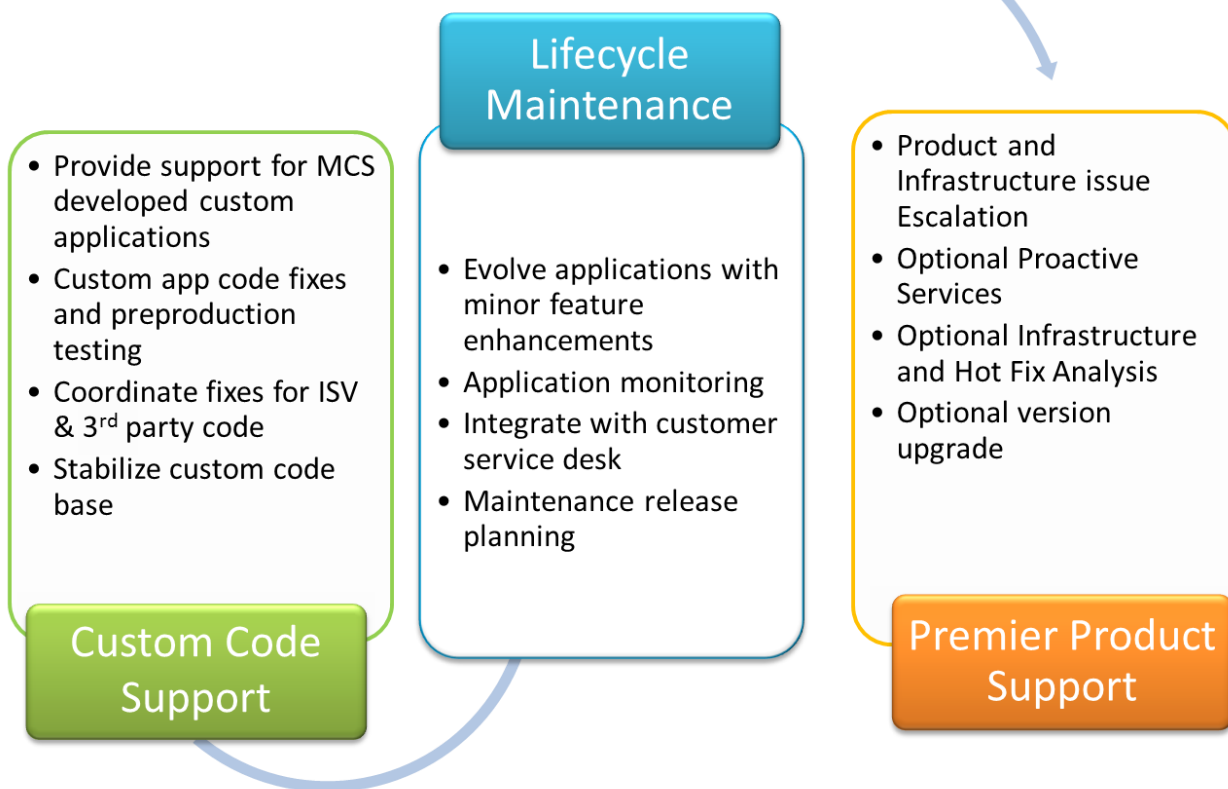 • Provide support for MCS
developed custom
applications
• Custom app code fixes
and preproduction
testing
• Coordinate fixes for ISV
& 3rd party code
• Stabilize custom code
base
Custom Code
Support
Lifecycle
Maintenance
• Evolve applications with
minor feature
enhancements
• Application monitoring
• Integrate with customer
service desk
• Maintenance release
planning
• Product and
Infrastructure issue
Escalation
• Optional Proactive
Services
• Optional Infrastructure
and Hot Fix Analysis
• Optional version
upgrade
Premier Product
Support